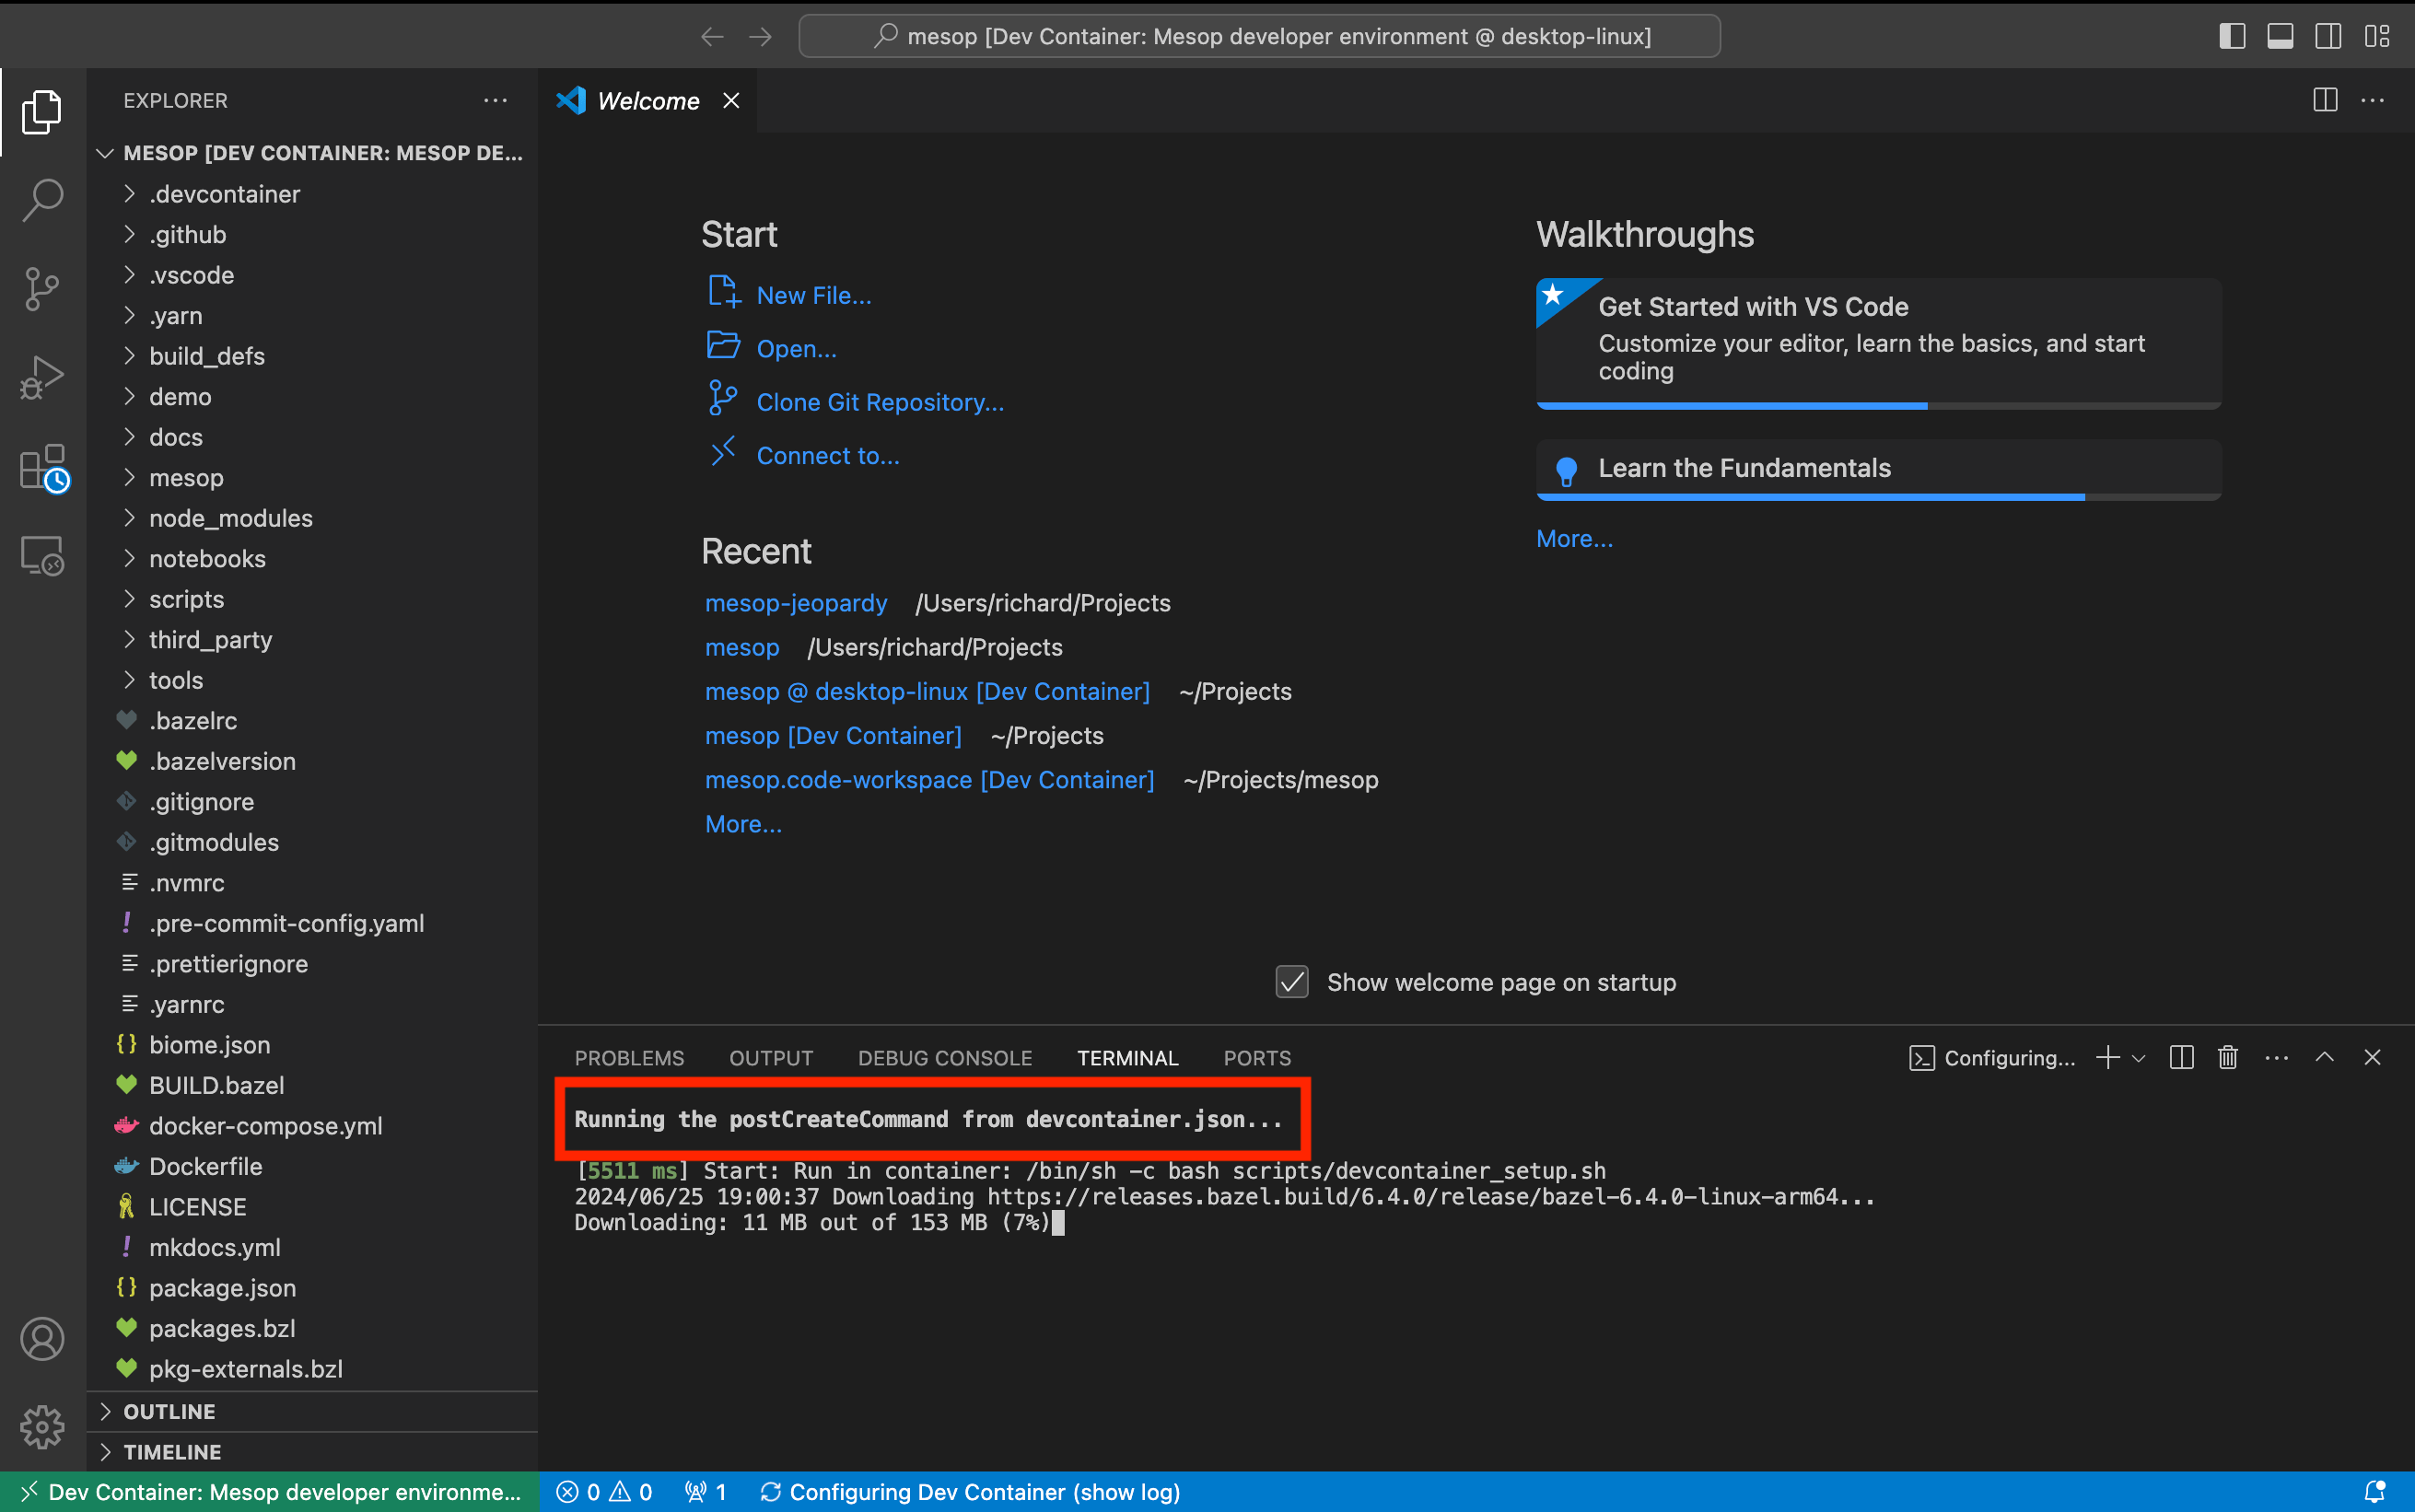 mesop [Dev Container: Mesop developer environment @ desktop-linux]
EXPLORER
MESOP [DEV CONTAINER: MESOP DE...
.devcontainer
.github
.vscode
.yarn
build_defs
demo
docs
mesop
node_modules
notebooks
scripts
third_party
tools
.bazelrc
.bazelversion
.gitignore
.gitmodules
.nvmrc
.pre-commit-config.yaml
.prettierignore
.yarnrc
biome.json
BUILD.bazel
docker-compose.yml
Dockerfile
LICENSE
mkdocs.yml
package.json
packages.bzl
pkg-externals.bzl
OUTLINE
TIMELINE
Welcome
Start
New File...
Open...
Clone Git Repository...
Connect to...
Recent
mesop-jeopardy /Users/richard/Projects
mesop /Users/richard/Projects
mesop @ desktop-linux [Dev Container] ~/Projects
mesop [Dev Container] ~/Projects
mesop.code-workspace [Dev Container] ~/Projects/mesop
More...
Walkthroughs
Get Started with VS Code
Customize your editor, learn the basics, and start
coding
Learn the Fundamentals
More...
Show welcome page on startup
PROBLEMS OUTPUT DEBUG CONSOLE TERMINAL PORTS Configuring...
Running the postCreateCommand from devcontainer.json...
[5511 ms] Start: Run in container: /bin/sh -c bash scripts/devcontainer_setup.sh
2024/06/25 19:00:37 Downloading https://releases.bazel.build/6.4.0/release/bazel-6.4.0-linux-arm64...
Downloading: 11 MB out of 153 MB (7%)
Dev Container: Mesop developer environme... 0 0 1 Configuring Dev Container (show log)